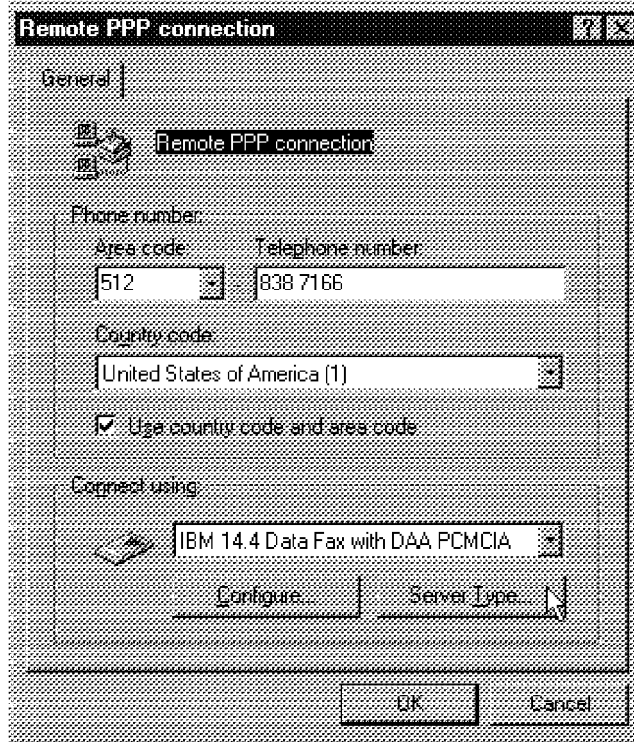 Remote PPP connection
General
Remote PPP connection
Phone number:
Area code: Telephone number:
512 838 7166
Country code:
United States of America (1)
Use country code and area code
Connect using:
IBM 14.4 Data Fax with DAA PCMCIA
Configure... Server Type...
OK Cancel